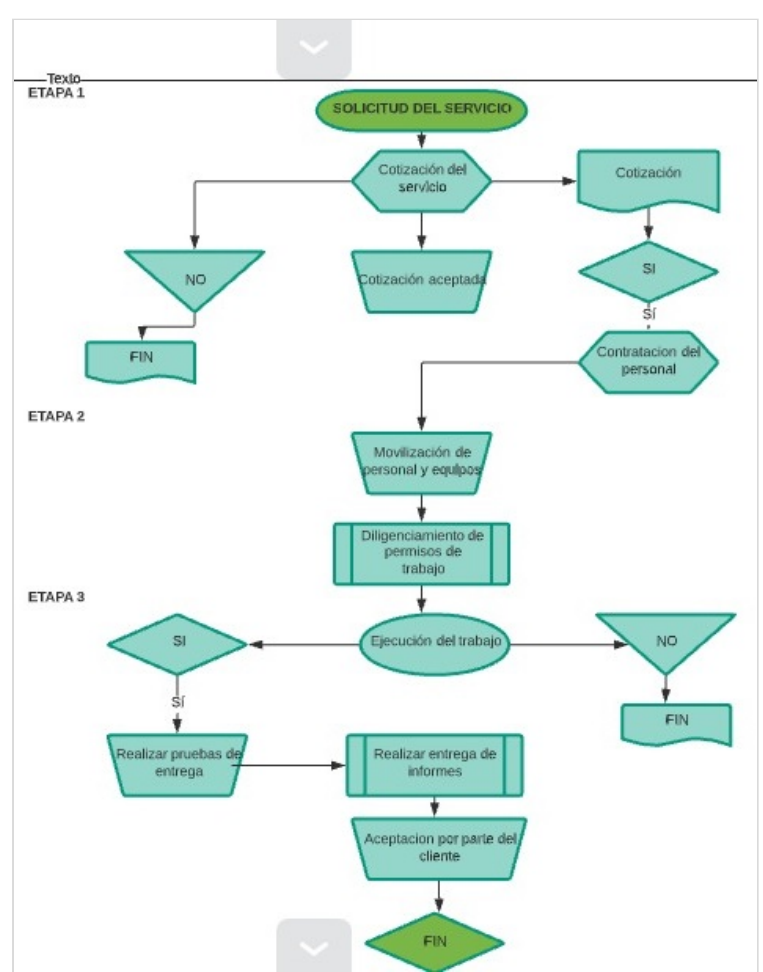 Texto
ETAPA 1
SOLICITUD DEL SERVICIO
Cotización del
servicio
Cotización
NO
Cotización aceptada
SI
Sí
FIN
Contratacion del
personal
ETAPA 2
Movilización de
personal y equipos
Diligenciamiento de
permisos de
trabajo
ETAPA 3
SI
Ejecución del trabajo
NO
Sí
FIN
Realizar pruebas de
entrega
Realizar entrega de
informes
Aceptacion por parte del
cliente
FIN